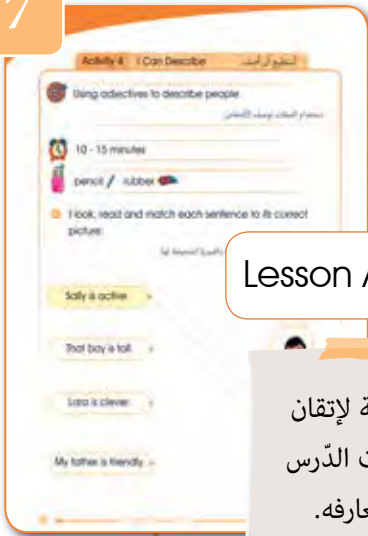 7
Activity 4 I Can Describe أستطيع أن أصف
Using adjectives to describe people.
استخدام الصفات لوصف الأشخاص.
10 - 15 minutes
pencil / rubber
I look, read and match each sentence to its correct
picture:
Sally is active.
That boy is tall.
Lara is clever.
My father is friendly.
Lesson A
ة لإتقان
ت الدّرس
عارفه.